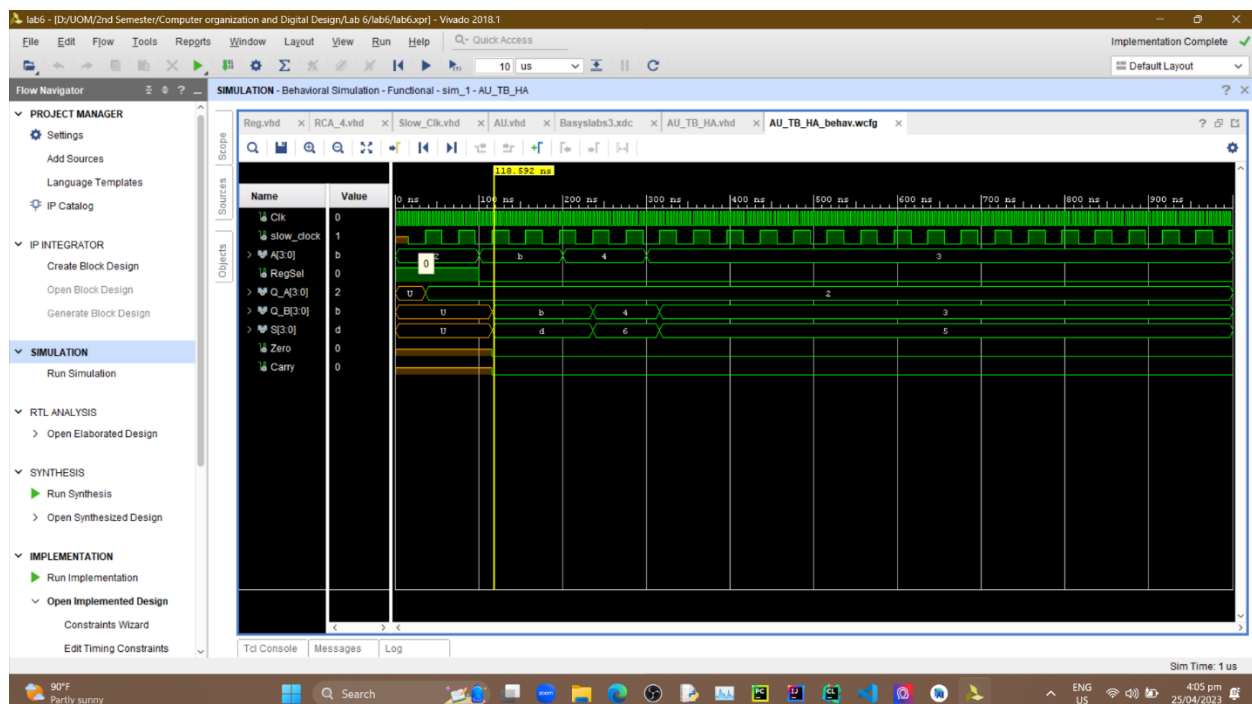 lab6 - [D:/UOM/2nd Semester/Computer organization and Digital Design/Lab 6/lab6/lab6.xpr] - Vivado 2018.1
File Edit Flow Tools Reports Window Layout View Run Help Quick Access
Implementation Complete
10 us
Default Layout
Flow Navigator
SIMULATION - Behavioral Simulation - Functional - sim_1 - AU_TB_HA
PROJECT MANAGER
Settings
Add Sources
Language Templates
IP Catalog
IP INTEGRATOR
Create Block Design
Open Block Design
Generate Block Design
SIMULATION
Run Simulation
RTL ANALYSIS
Open Elaborated Design
SYNTHESIS
Run Synthesis
Open Synthesized Design
IMPLEMENTATION
Run Implementation
Open Implemented Design
Constraints Wizard
Edit Timing Constraints
Scope
Sources
Objects
Reg.vhd RCA_4.vhd Slow_Clk.vhd AU.vhd Basyslabs3.xdc AU_TB_HA.vhd AU_TB_HA_behav.wcfg
118.592 ns
Name Value
0 ns 100 ns 200 ns 300 ns 400 ns 500 ns 600 ns 700 ns 800 ns 900 ns
Clk 0
slow_clock 1
A[3:0] b 2 b 4 3
0
RegSel 0
Q_A[3:0] 2 U 2
Q_B[3:0] b U b 4 3
S[3:0] d U d 6 5
Zero 0
Carry 0
Tcl Console Messages Log
Sim Time: 1 us
90°F
Partly sunny
Search
zoom
ENG
US
4:05 pm
25/04/2023